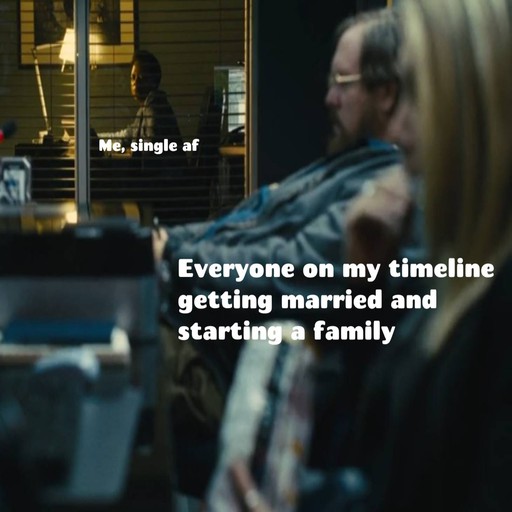 Me, single af
Everyone on my timeline
getting married and
starting a family